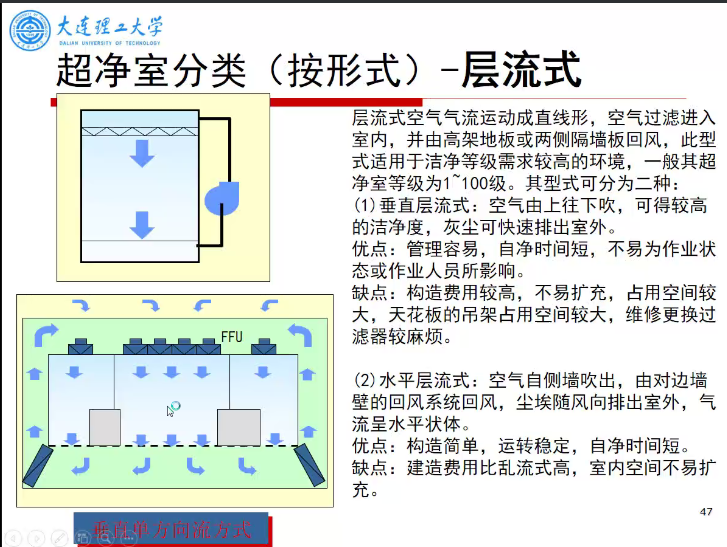 大连理工大学
DALIAN UNIVERSITY OF TECHNOLOGY
超净室分类（按形式）-层流式
层流式空气气流运动成直线形，空气过滤进入
室内，并由高架地板或两侧隔墙板回风，此型
式适用于洁净等级需求较高的环境，一般其超
净室等级为1~100级。其型式可分为二种：
(1)垂直层流式：空气由上往下吹，可得较高
的洁净度，灰尘可快速排出室外。
优点：管理容易，自净时间短，不易为作业状
态或作业人员所影响。
缺点：构造费用较高，不易扩充，占用空间较
大，天花板的吊架占用空间较大，维修更换过
滤器较麻烦。
(2)水平层流式：空气自侧墙吹出，由对边墙
壁的回风系统回风，尘埃随风向排出室外，气
流呈水平状体。
优点：构造简单，运转稳定，自净时间短。
缺点：建造费用比乱流式高，室内空间不易扩
充。
FFU
垂直单方向流方式
47